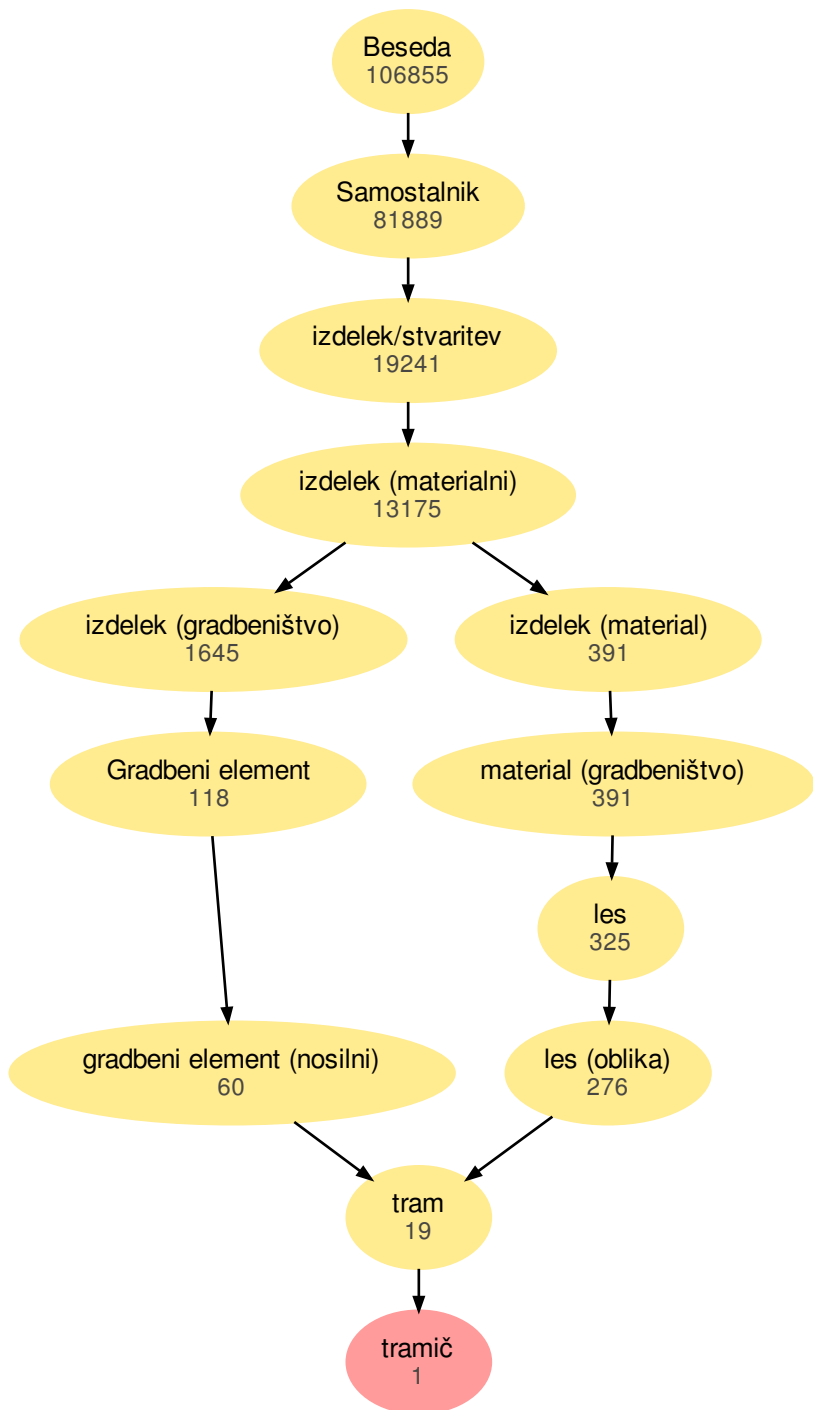 Beseda
106855
Samostalnik
81889
izdelek/stvaritev
19241
izdelek (materialni)
13175
izdelek (gradbeništvo)
1645
izdelek (material)
391
Gradbeni element
118
material (gradbeništvo)
391
les
325
gradbeni element (nosilni)
60
les (oblika)
276
tram
19
tramič
1